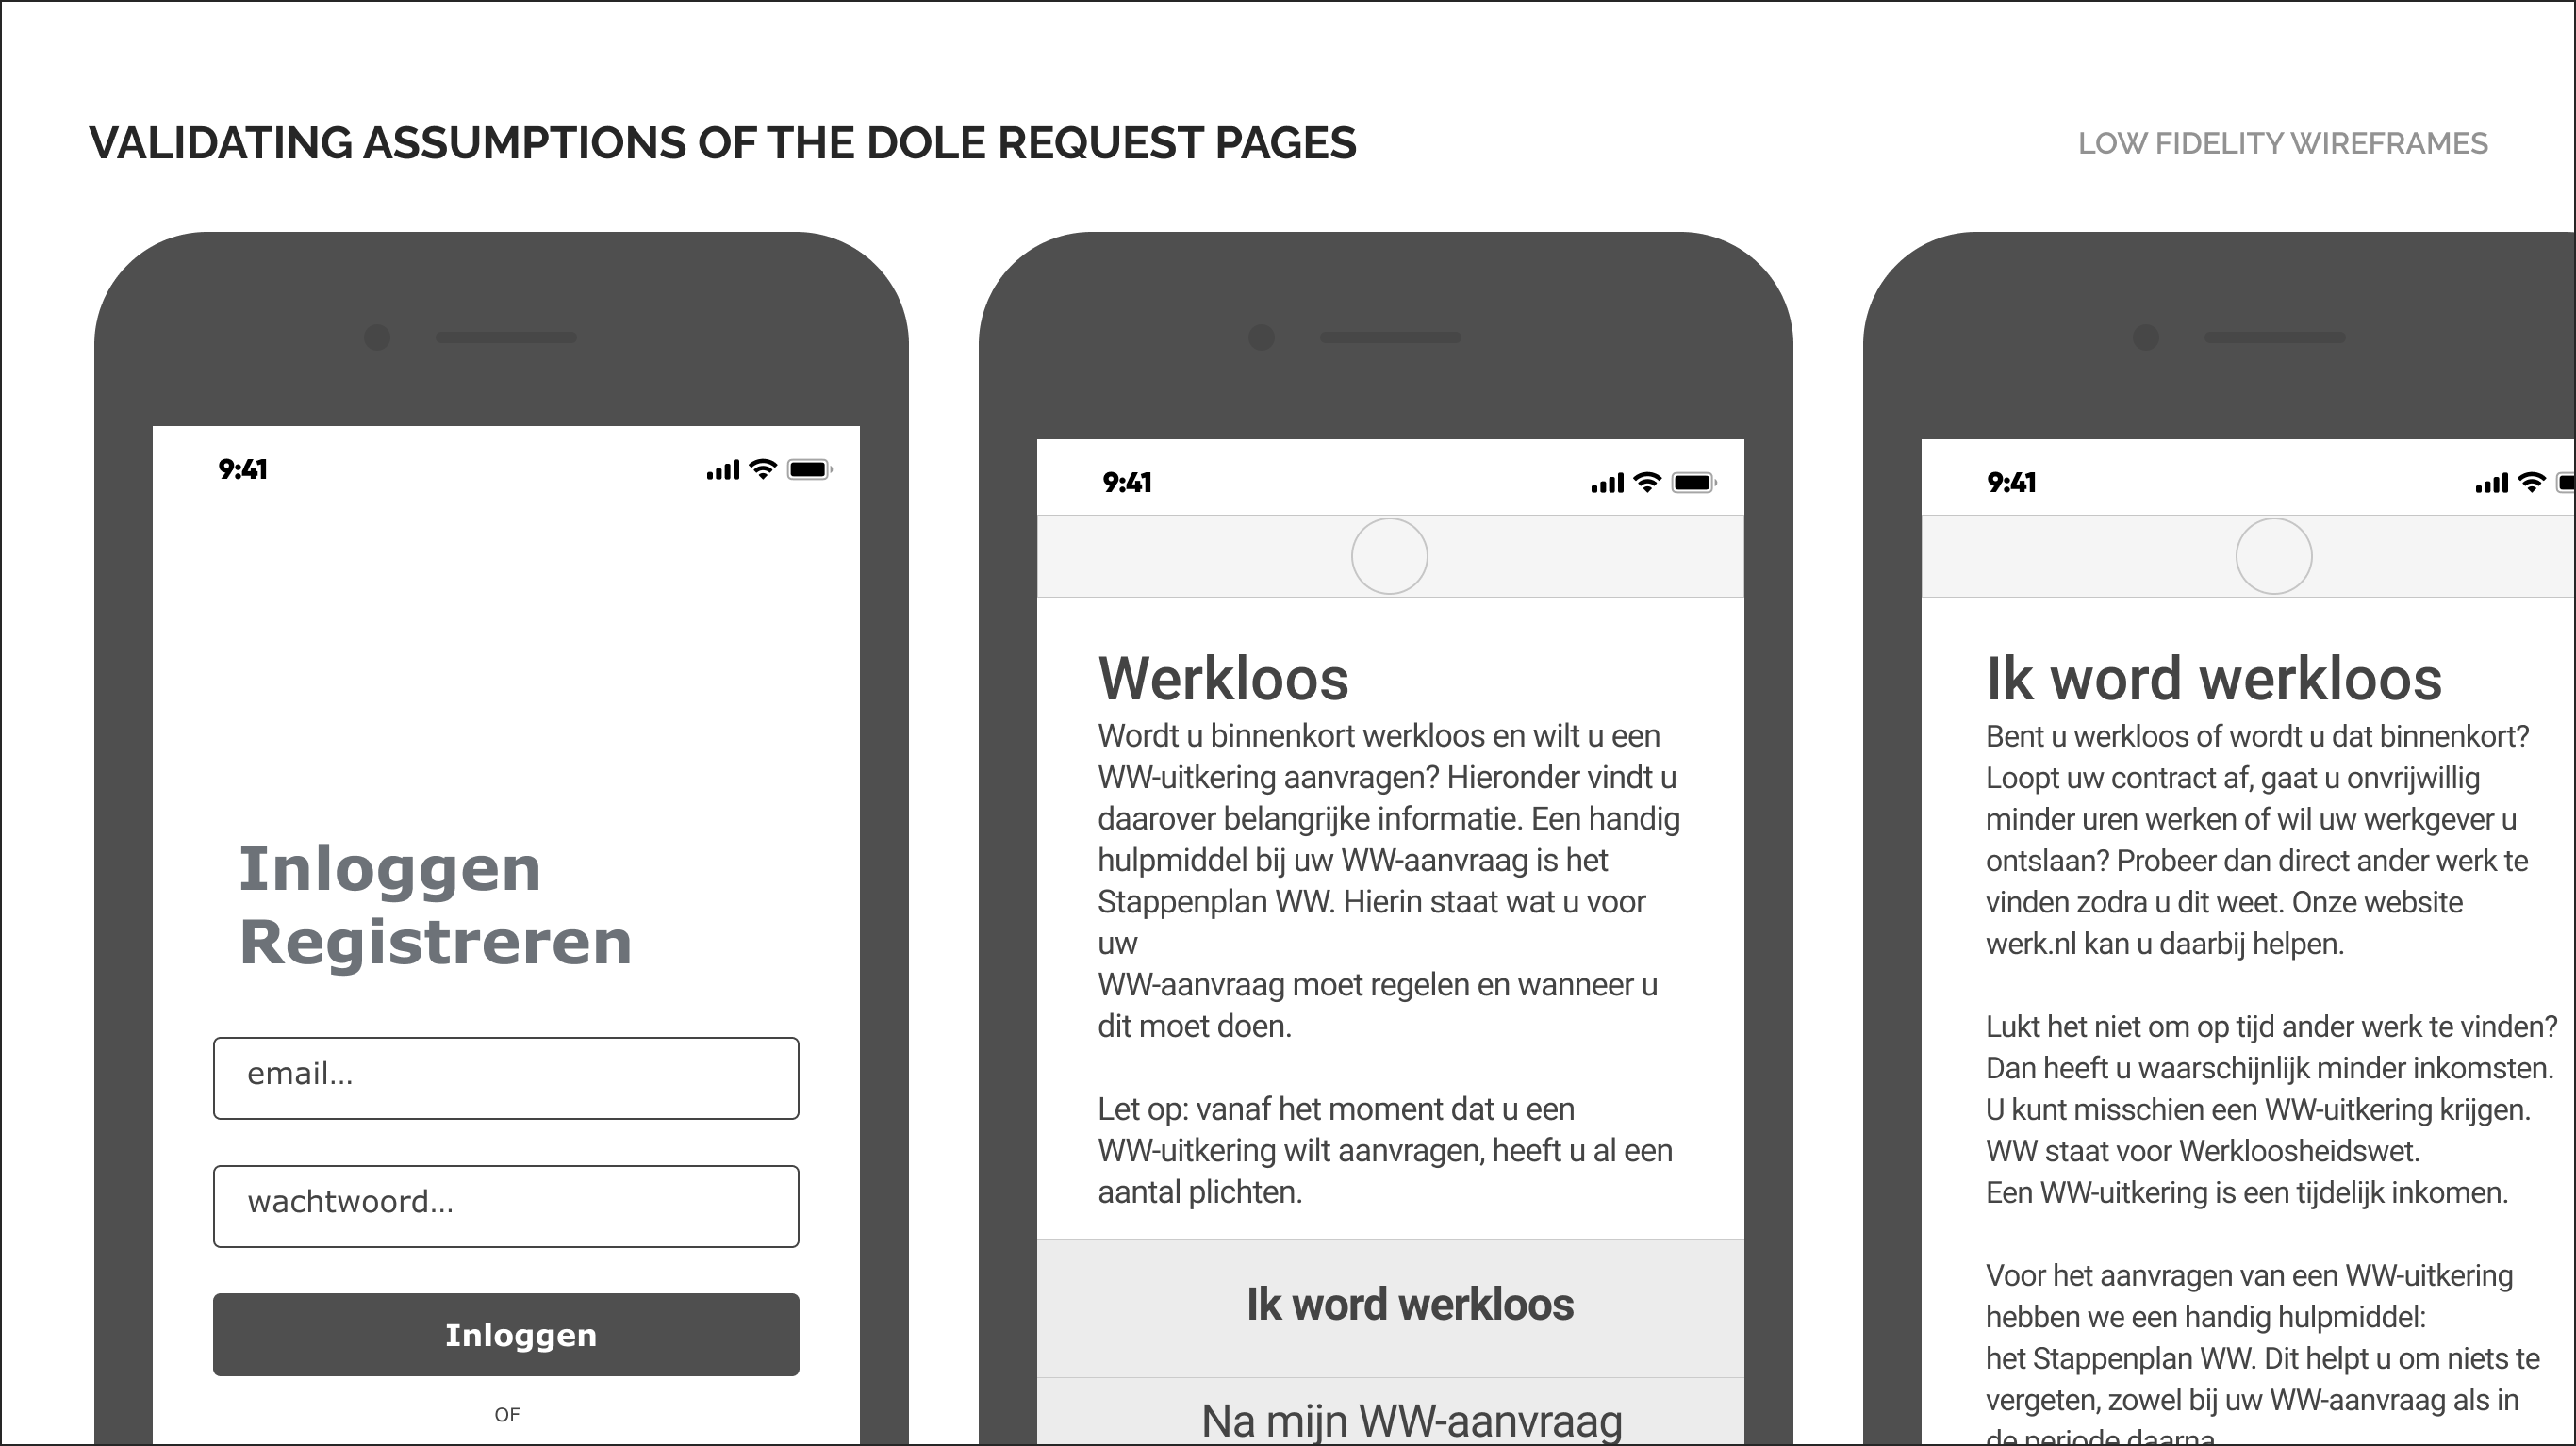 VALIDATING ASSUMPTIONS OF THE DOLE REQUEST PAGES
LOW FIDELITY WIREFRAMES
9:41
Inloggen
Registreren
email...
wachtwoord...
Inloggen
OF
9:41
Werkloos
Wordt u binnenkort werkloos en wilt u een
WW-uitkering aanvragen? Hieronder vindt u
daarover belangrijke informatie. Een handig
hulpmiddel bij uw WW-aanvraag is het
Stappenplan WW. Hierin staat wat u voor
uw
WW-aanvraag moet regelen en wanneer u
dit moet doen.
Let op: vanaf het moment dat u een
WW-uitkering wilt aanvragen, heeft u al een
aantal plichten.
Ik word werkloos
Na mijn WW-aanvraag
9:41
Ik word werkloos
Bent u werkloos of wordt u dat binnenkort?
Loopt uw contract af, gaat u onvrijwillig
minder uren werken of wil uw werkgever u
ontslaan? Probeer dan direct ander werk te
vinden zodra u dit weet. Onze website
werk.nl kan u daarbij helpen.
Lukt het niet om op tijd ander werk te vinden?
Dan heeft u waarschijnlijk minder inkomsten.
U kunt misschien een WW-uitkering krijgen.
WW staat voor Werkloosheidswet.
Een WW-uitkering is een tijdelijk inkomen.
Voor het aanvragen van een WW-uitkering
hebben we een handig hulpmiddel:
het Stappenplan WW. Dit helpt u om niets te
vergeten, zowel bij uw WW-aanvraag als in
de periode daarna